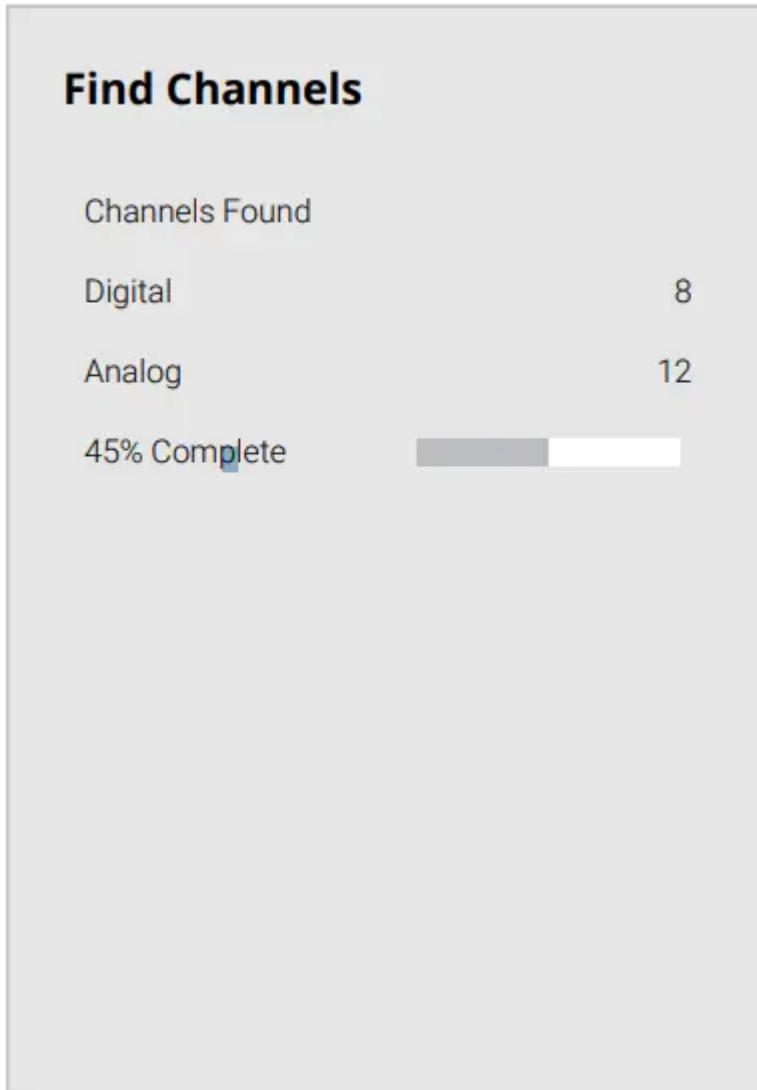 Find Channels
Channels Found
Digital 8
Analog 12
45% Complete